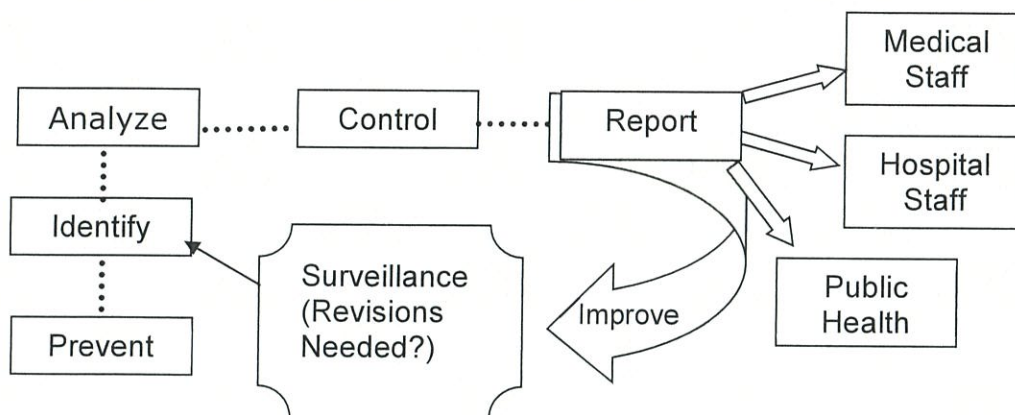 Medical
Staff
Analyze
Control
Report
Hospital
Staff
Identify
Surveillance
(Revisions
Needed?)
Improve
Public
Health
Prevent